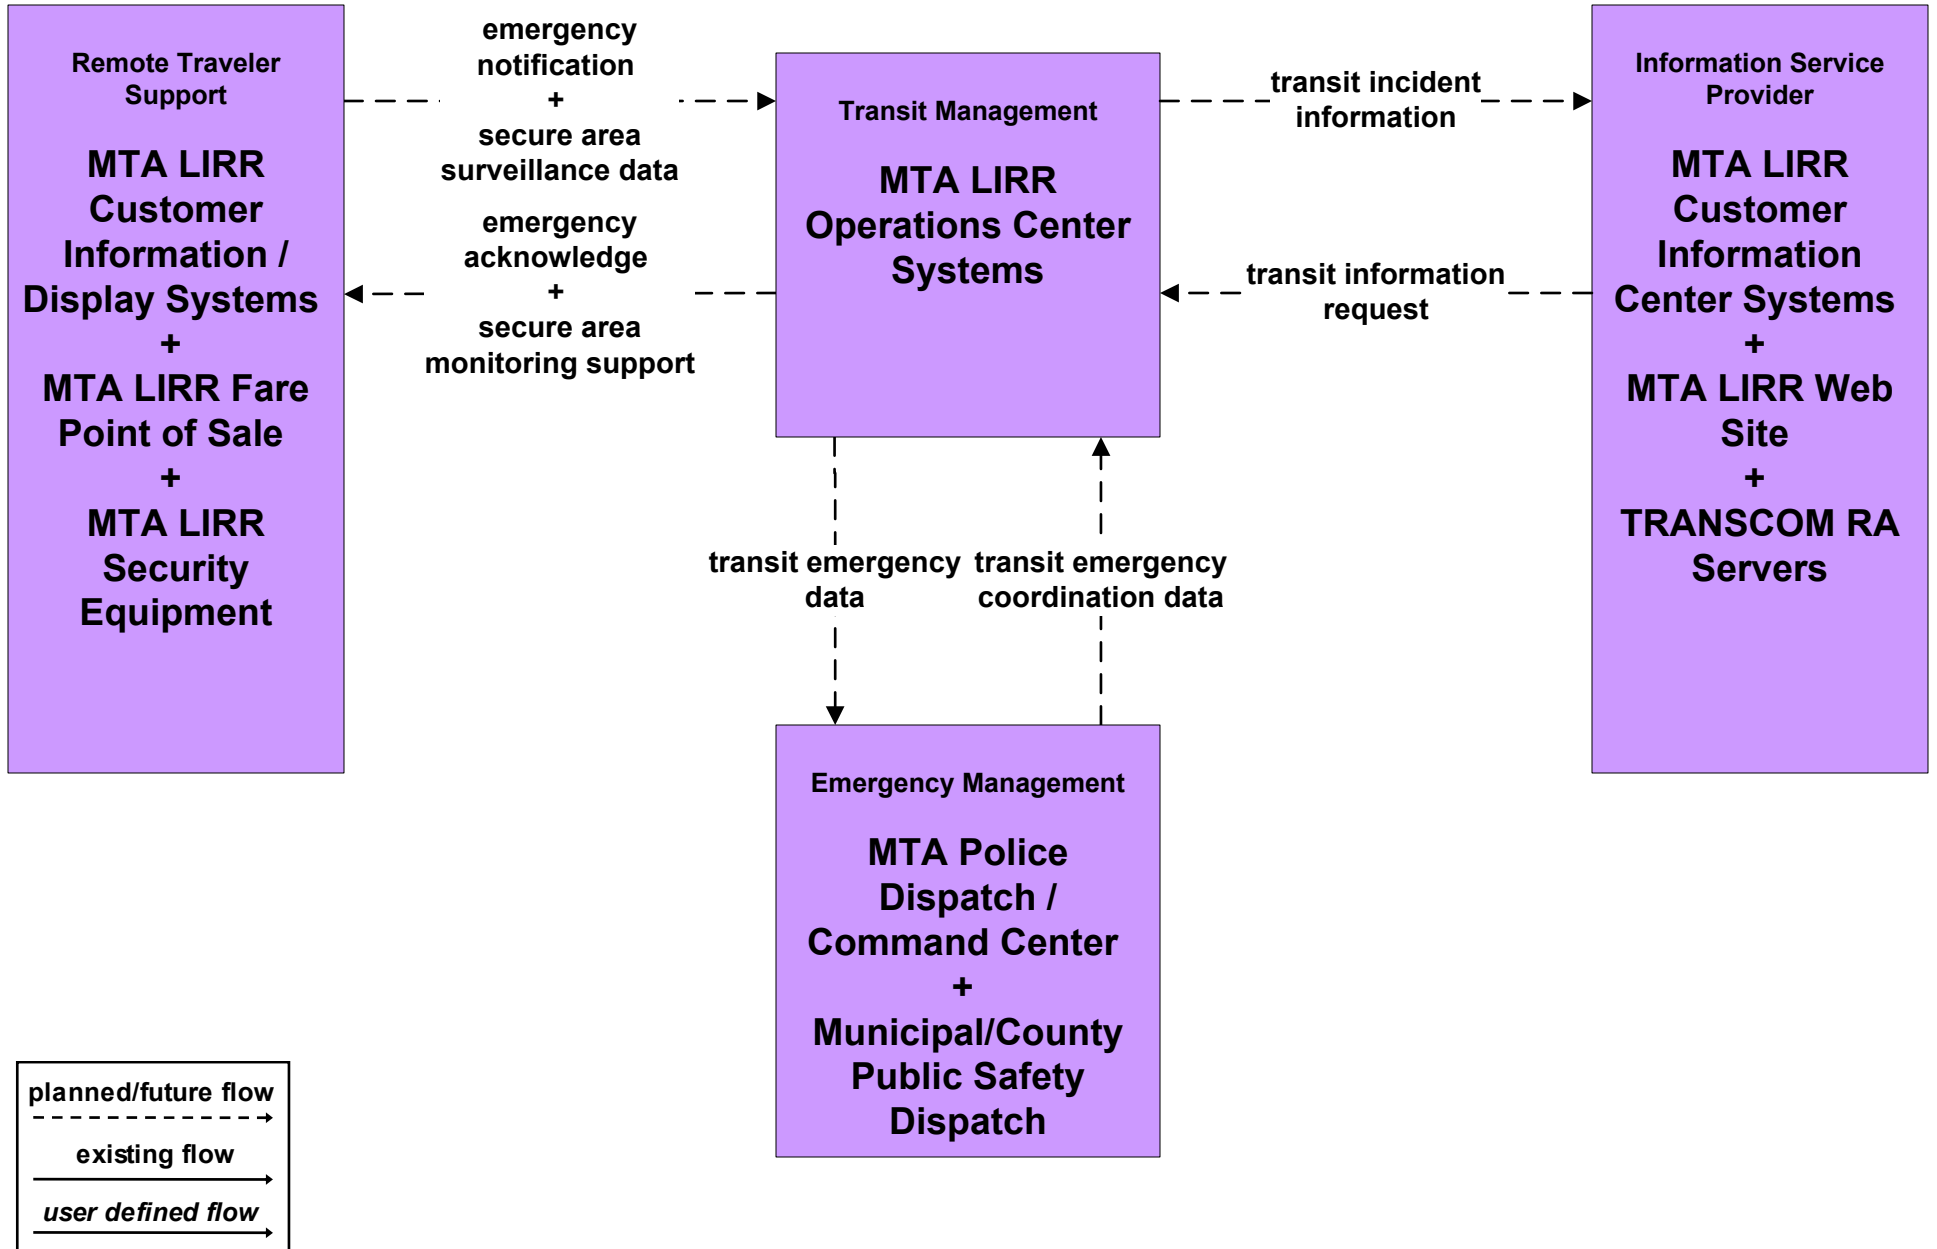 Remote Traveler
Support
MTA LIRR
Customer
Information /
Display Systems
+
MTA LIRR Fare
Point of Sale
+
MTA LIRR
Security
Equipment
emergency
notification
+
secure area
surveillance data
emergency
acknowledge
+
secure area
monitoring support
Transit Management
MTA LIRR
Operations Center
Systems
transit incident
information
transit information
request
Information Service
Provider
MTA LIRR
Customer
Information
Center Systems
+
MTA LIRR Web
Site
+
TRANSCOM RA
Servers
transit emergency
data
transit emergency
coordination data
Emergency Management
MTA Police
Dispatch /
Command Center
+
Municipal/County
Public Safety
Dispatch
planned/future flow
existing flow
user defined flow